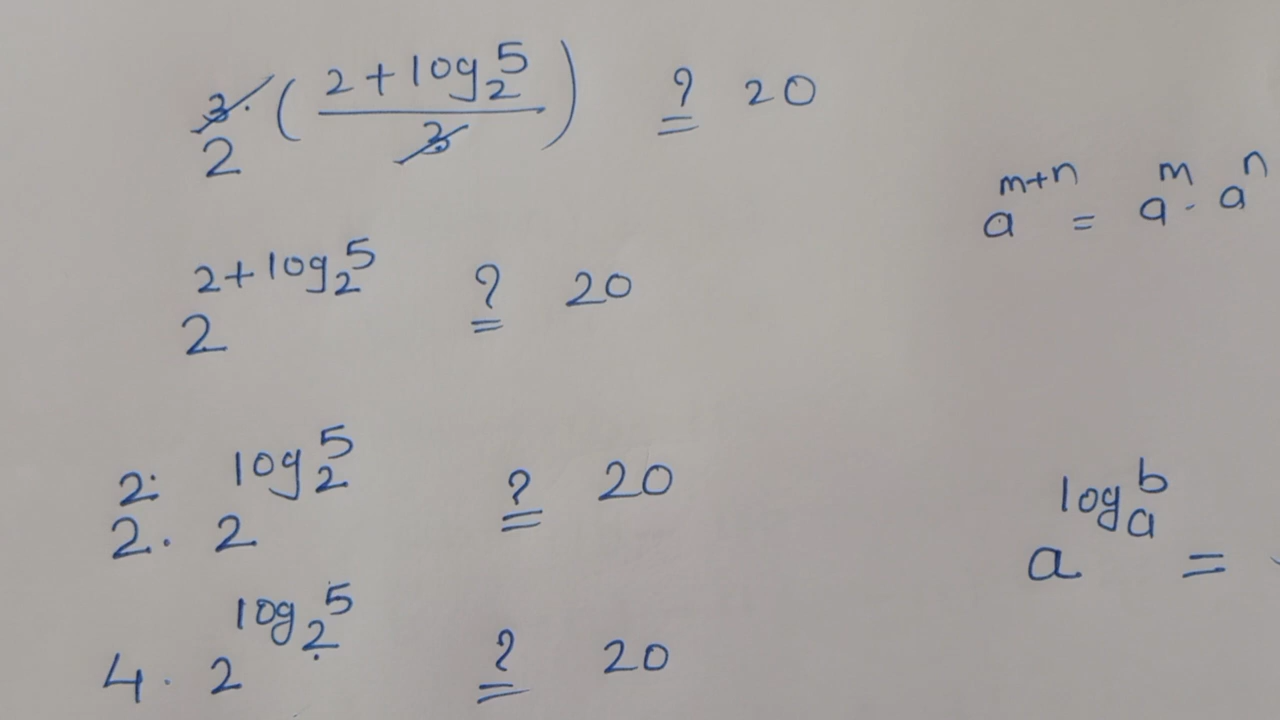 2^{3·((2+log_2 5)/3)} ≟ 20
a^{m+n} = a^m · a^n
2^{2+log_2 5} ≟ 20
2^2 · 2^{log_2 5} ≟ 20
a^{log_a b} =
4 · 2^{log_2 5} ≟ 20